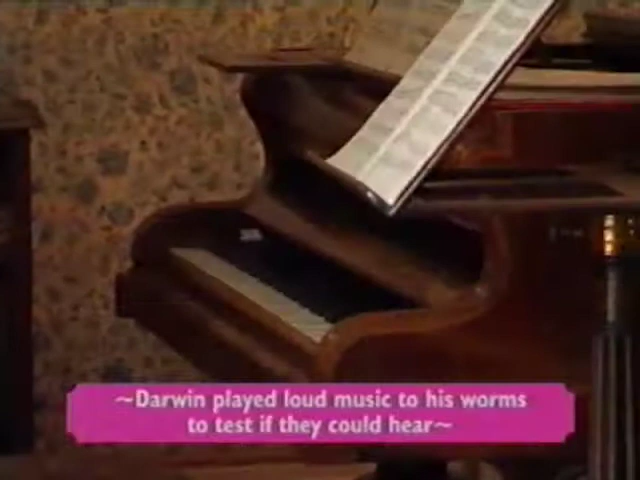 ~Darwin played loud music to his worms
to test if they could hear~